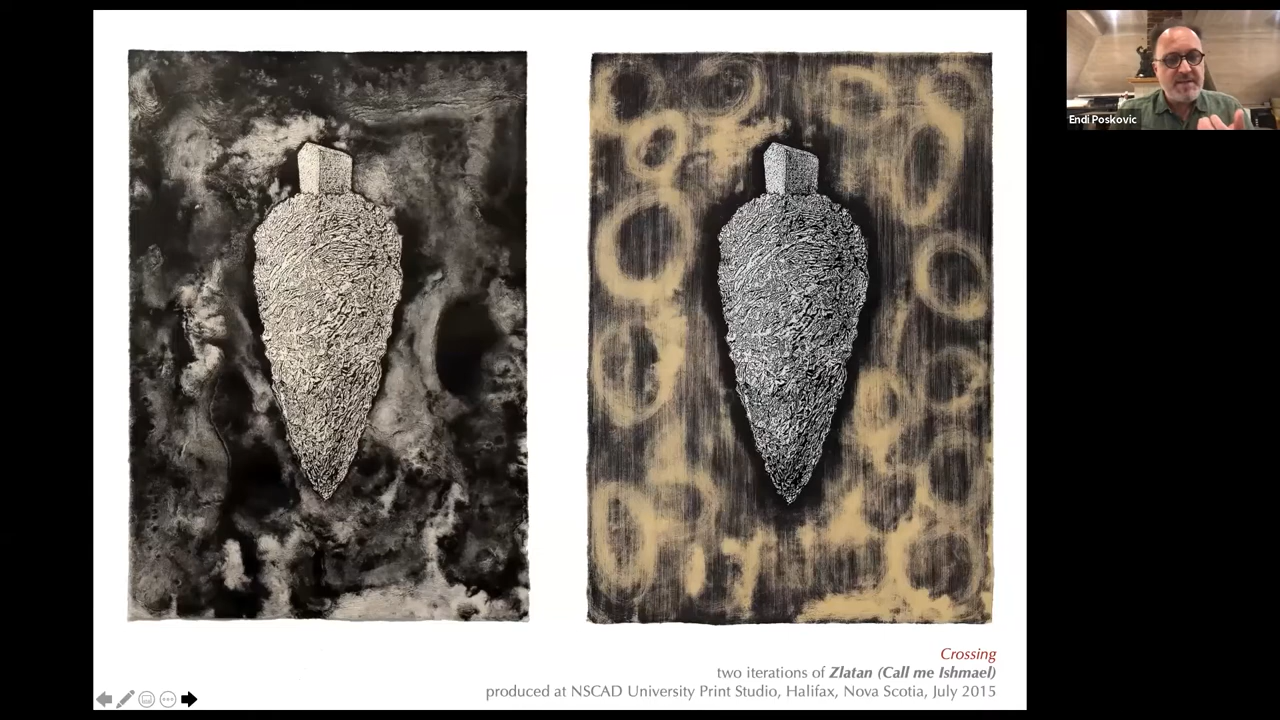 Endi Poskovic
Crossing
two iterations of Zlatan (Call me Ishmael)
produced at NSCAD University Print Studio, Halifax, Nova Scotia, July 2015